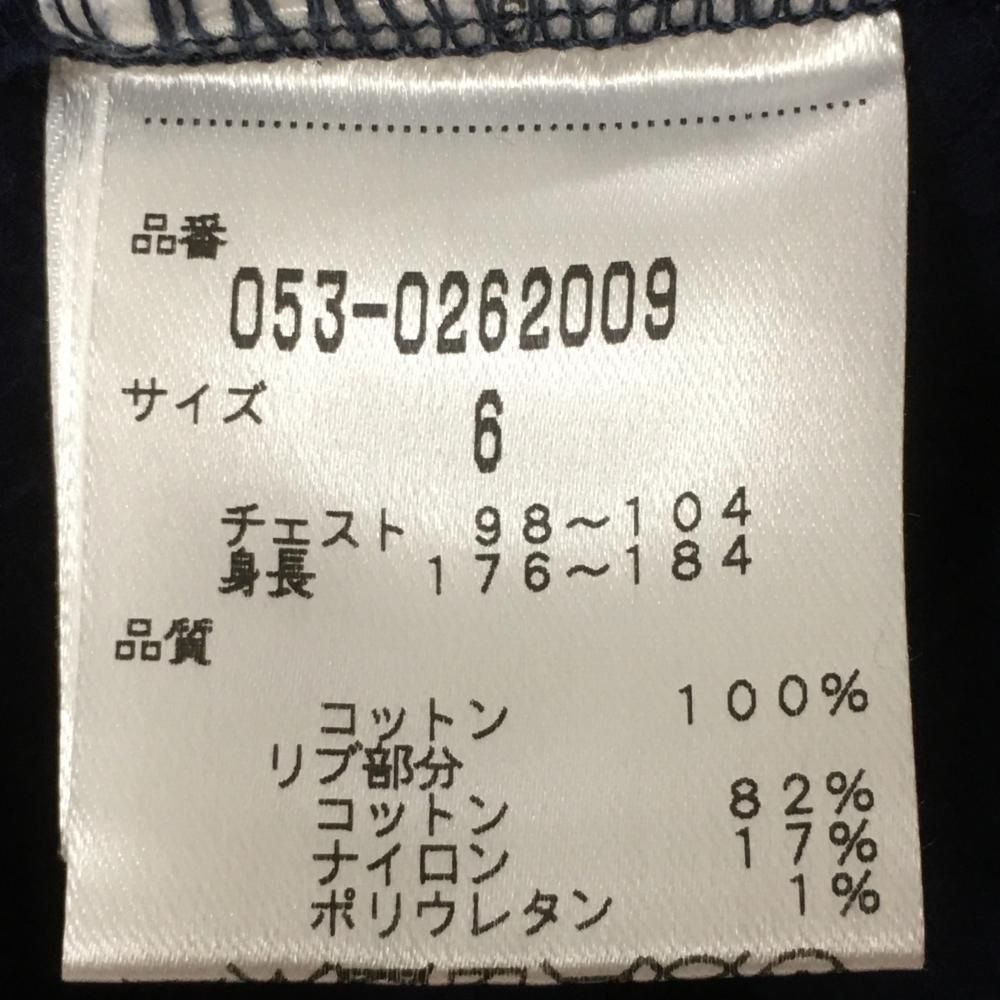 品番
053-0262009
サイズ 6
チェスト 98～104
身長 176～184
品質
コットン 100%
リブ部分
コットン 82%
ナイロン 17%
ポリウレタン 1%